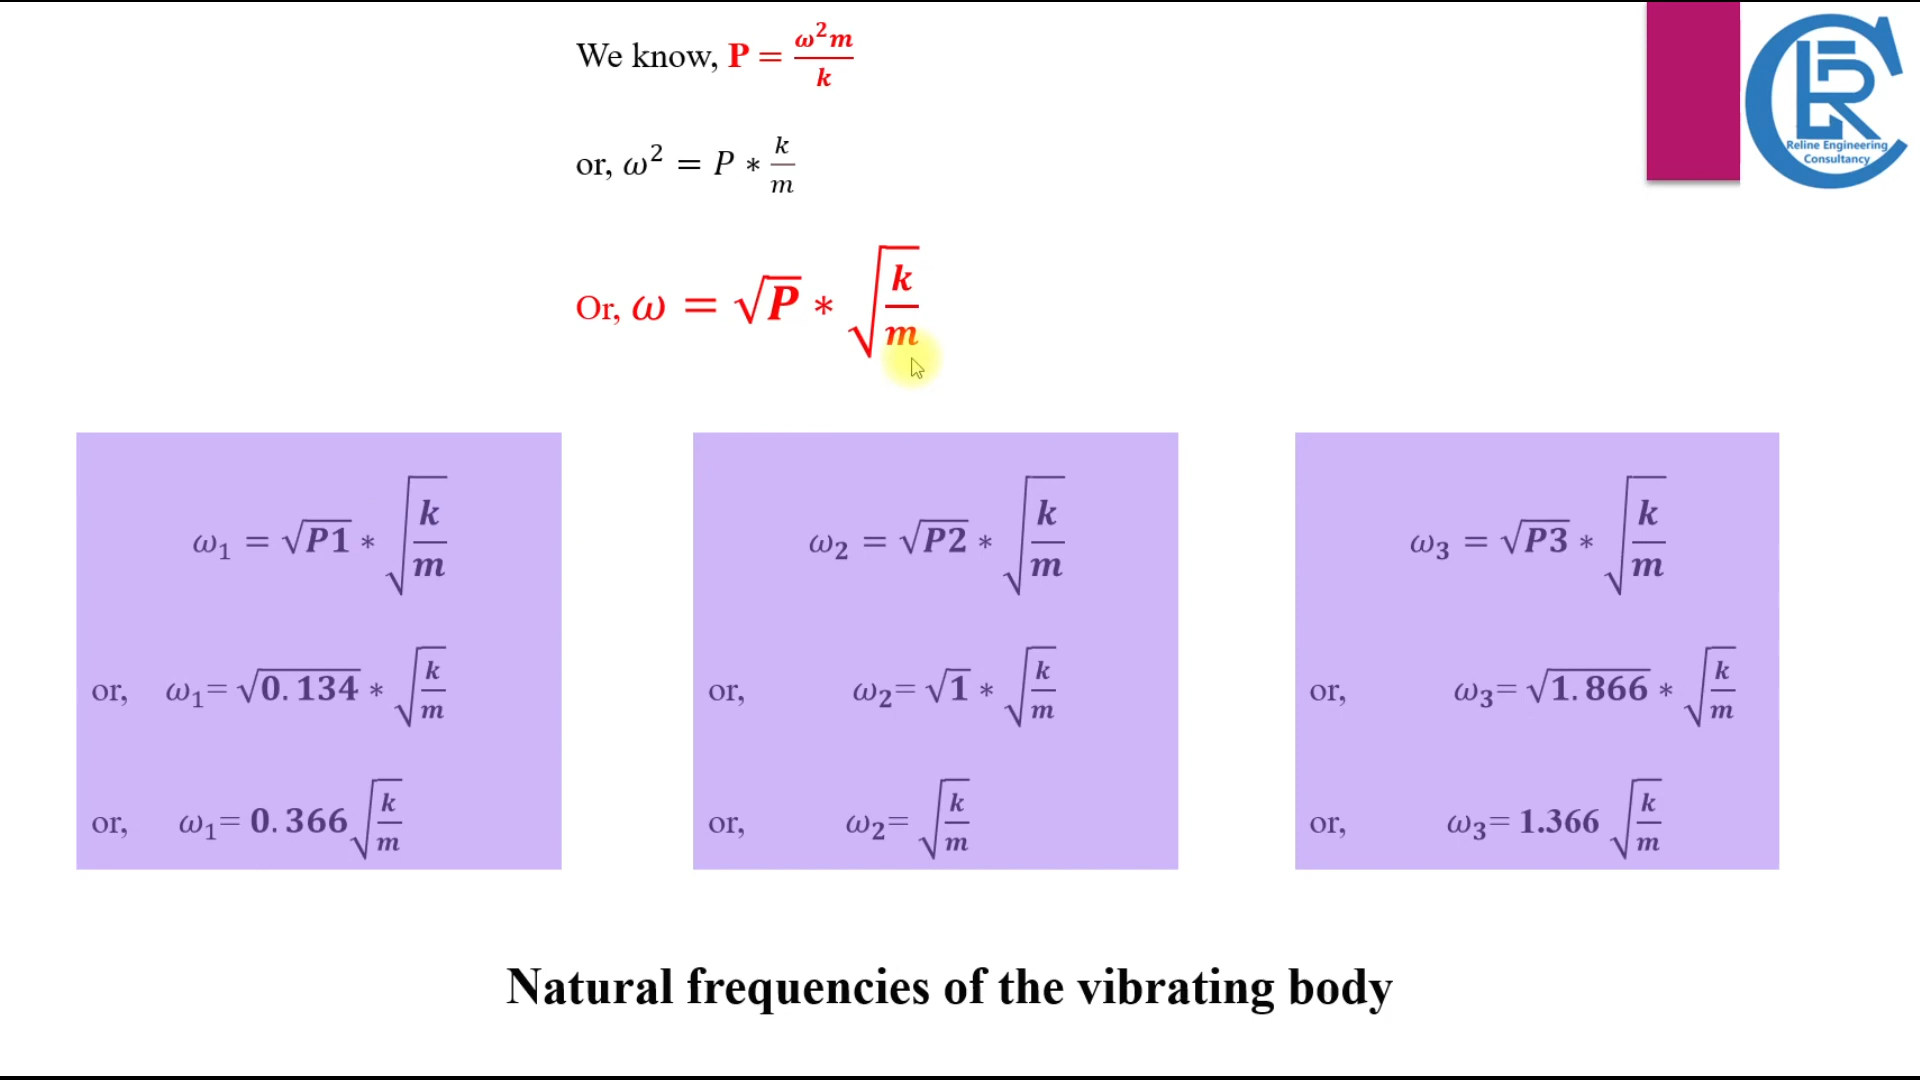 We know, P = ω²m/k
Reline Engineering
Consultancy
or, ω² = P * k/m
Or, ω = √P * √(k/m)
ω₁ = √P1 * √(k/m)
or, ω₁= √0.134 * √(k/m)
or, ω₁= 0.366√(k/m)
ω₂ = √P2 * √(k/m)
or, ω₂= √1 * √(k/m)
or, ω₂= √(k/m)
ω₃ = √P3 * √(k/m)
or, ω₃= √1.866 * √(k/m)
or, ω₃= 1.366 √(k/m)
Natural frequencies of the vibrating body